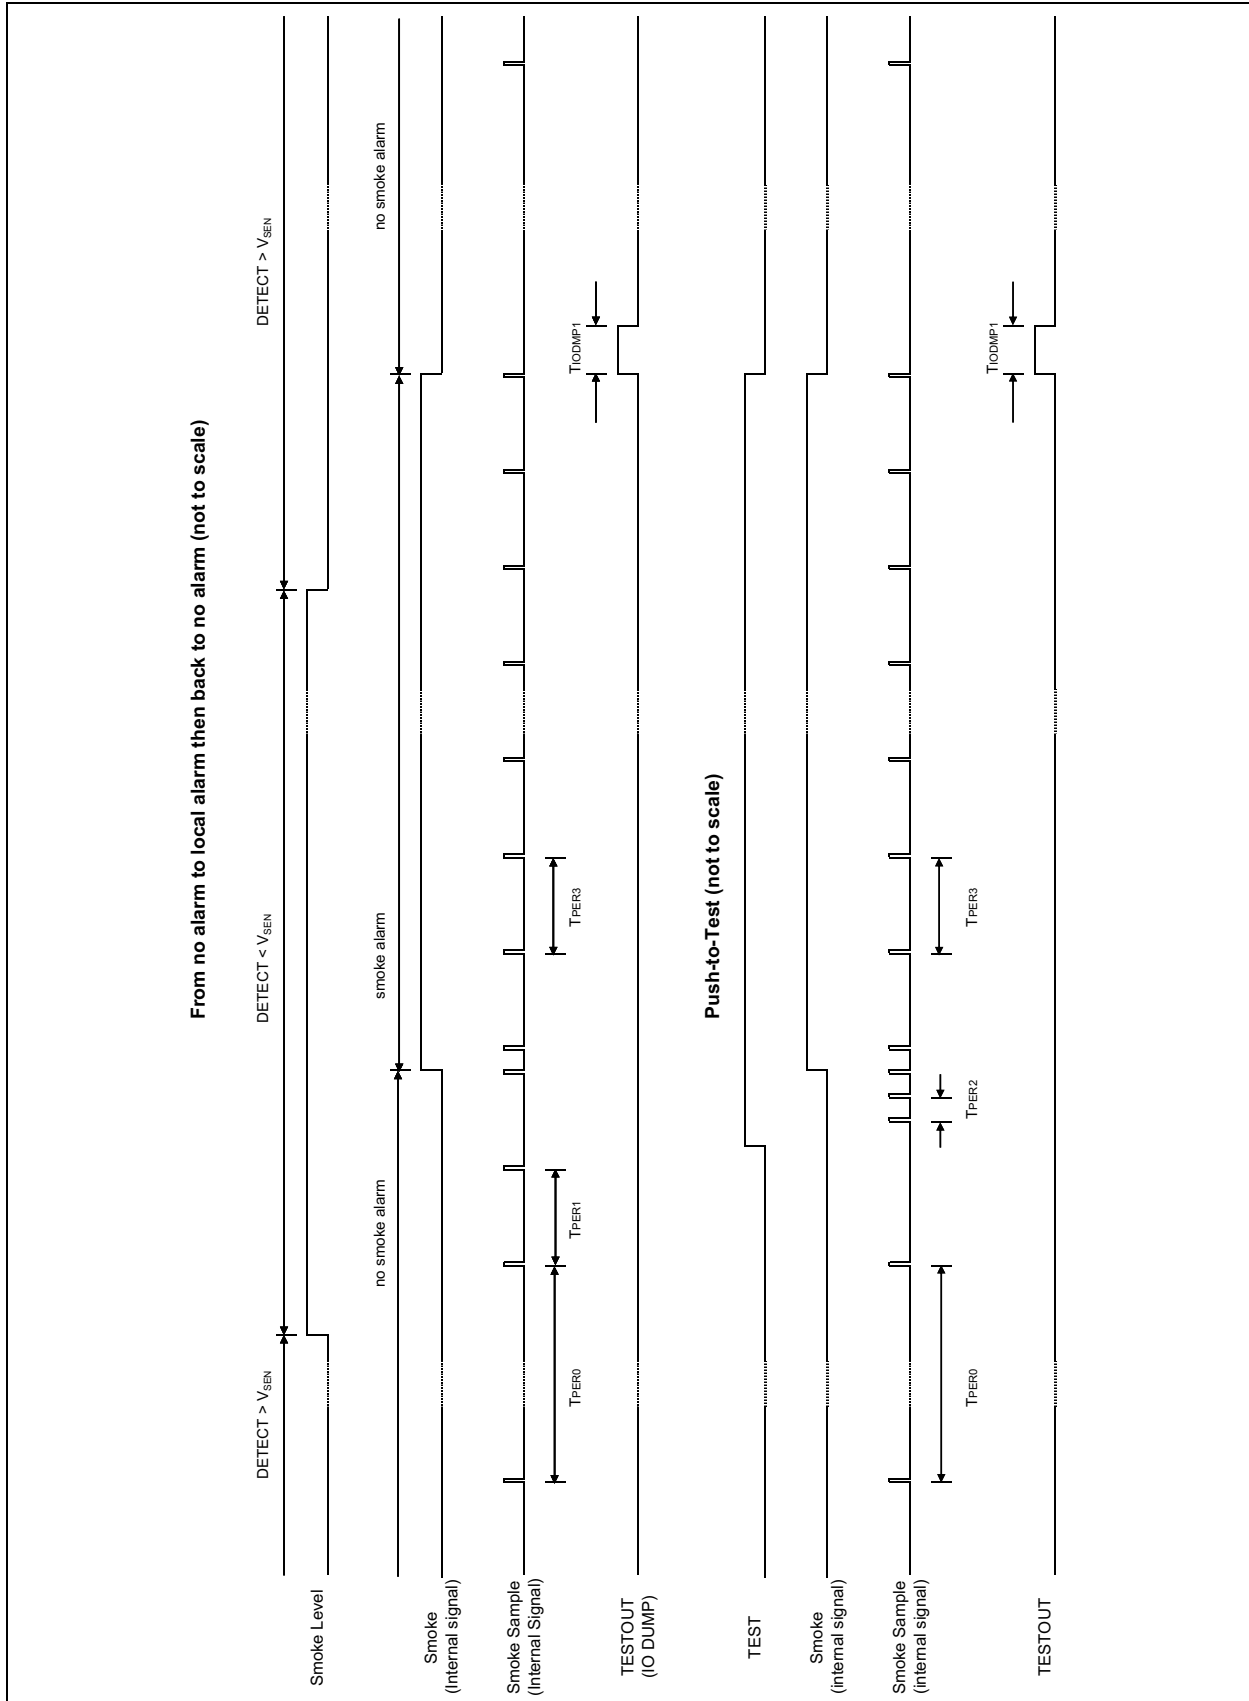 From no alarm to local alarm then back to no alarm (not to scale)
DETECT > VSEN
DETECT < VSEN
DETECT > VSEN
Smoke Level
no smoke alarm
smoke alarm
no smoke alarm
Smoke
(Internal signal)
Smoke Sample
(Internal Signal)
TPER0
TPER1
TPER3
TIODMP1
TESTOUT
(IO DUMP)
Push-to-Test (not to scale)
TEST
Smoke
(internal signal)
Smoke Sample
(internal signal)
TPER0
TPER2
TPER3
TIODMP1
TESTOUT